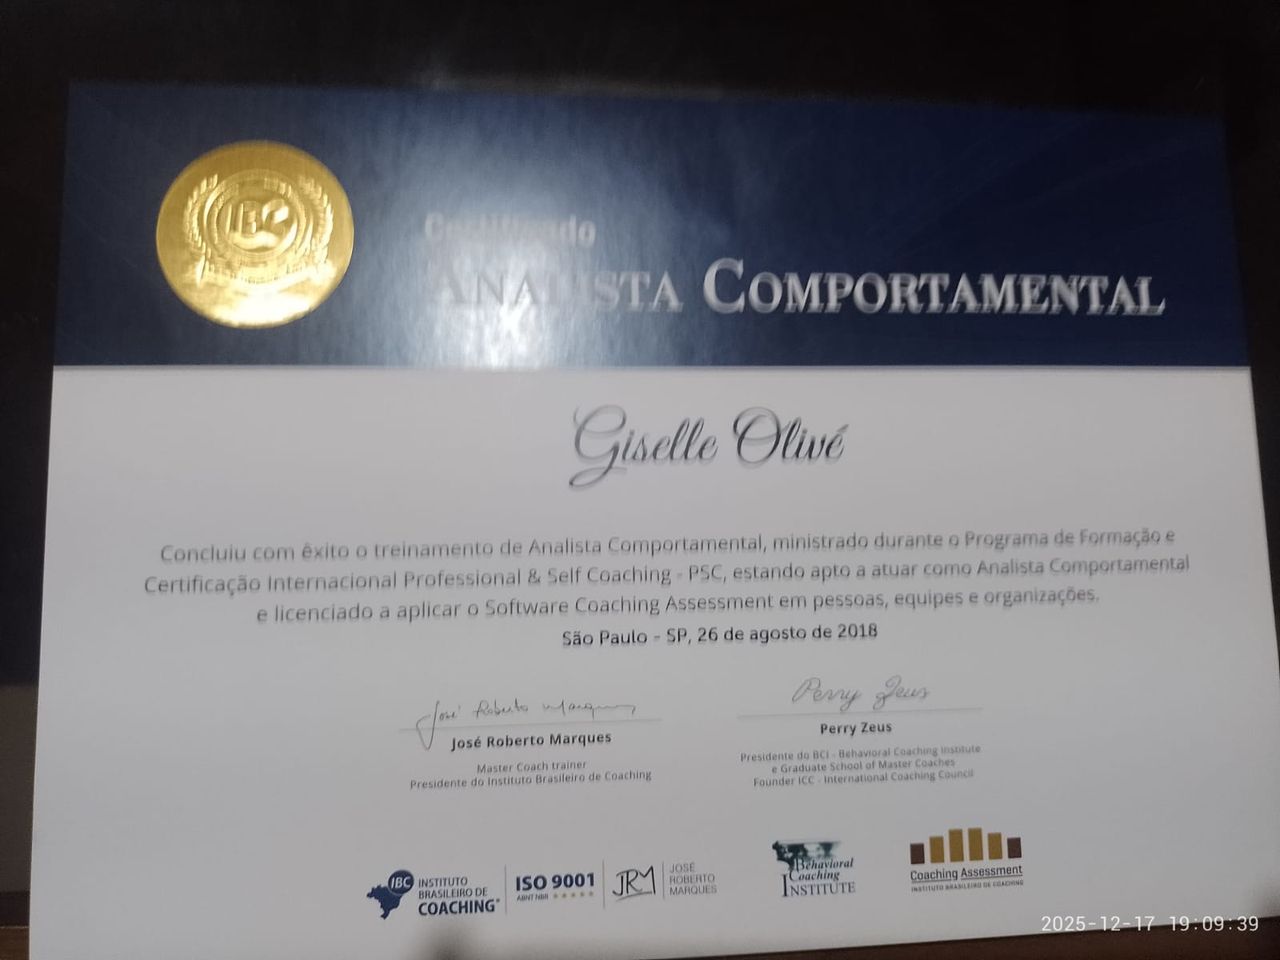 IBC
Certificando
ANALISTA COMPORTAMENTAL
Giselle Olivé
Concluiu com êxito o treinamento de Analista Comportamental, ministrado durante o Programa de Formação e
Certificação Internacional Professional & Self Coaching - PSC, estando apto a atuar como Analista Comportamental
e licenciado a aplicar o Software Coaching Assessment em pessoas, equipes e organizações.
São Paulo - SP, 26 de agosto de 2018
José Roberto Marques
José Roberto Marques
Master Coach trainer
Presidente do Instituto Brasileiro de Coaching
Perry Zeus
Perry Zeus
Presidente do BCI - Behavioral Coaching Institute
e Graduate School of Master Coaches
Founder ICC - International Coaching Council
IBC INSTITUTO
BRASILEIRO DE
COACHING
ISO 9001
ABNT NBR
JRM
JOSÉ
ROBERTO
MARQUES
Behavioral
Coaching
INSTITUTE
Coaching Assessment
INSTITUTO BRASILEIRO DE COACHING
2025-12-17 19:09:39